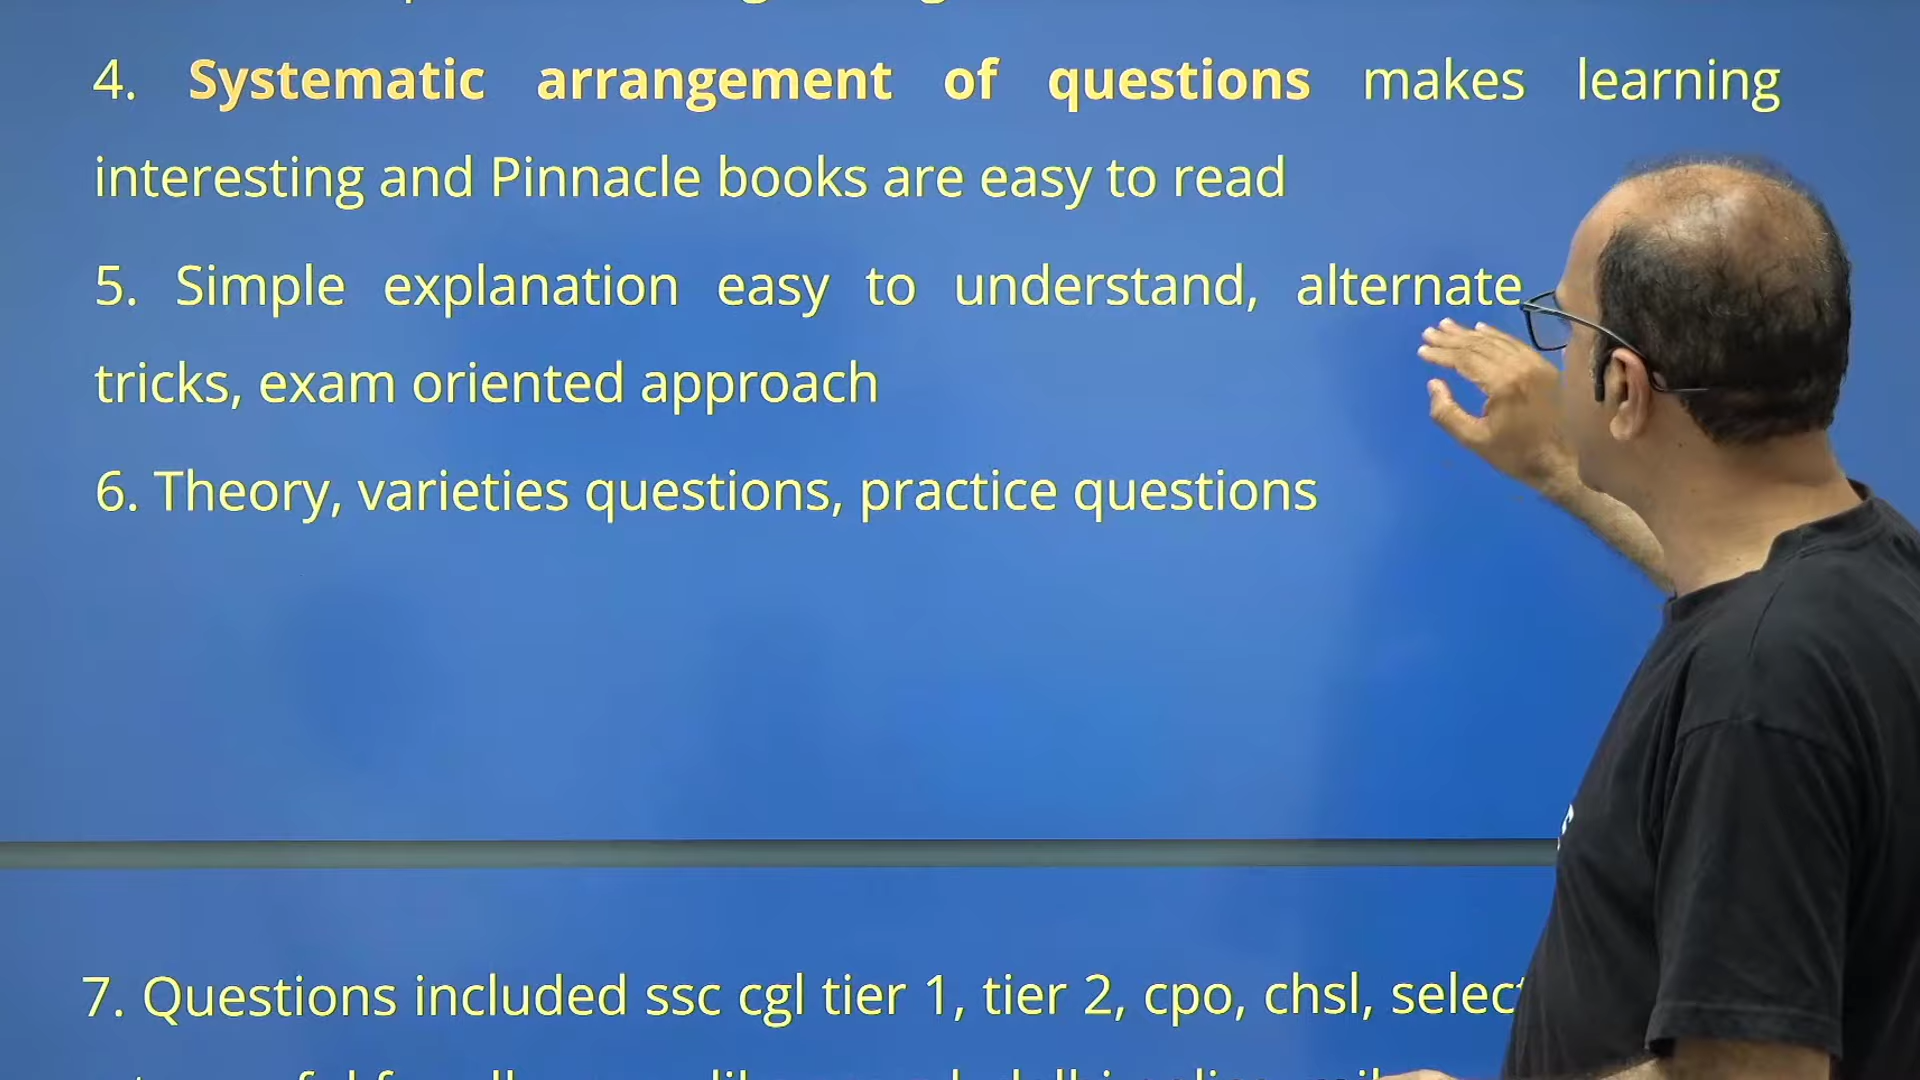 4. Systematic arrangement of questions makes learning
interesting and Pinnacle books are easy to read
5. Simple explanation easy to understand, alternate
tricks, exam oriented approach
6. Theory, varieties questions, practice questions
7. Questions included ssc cgl tier 1, tier 2, cpo, chsl,